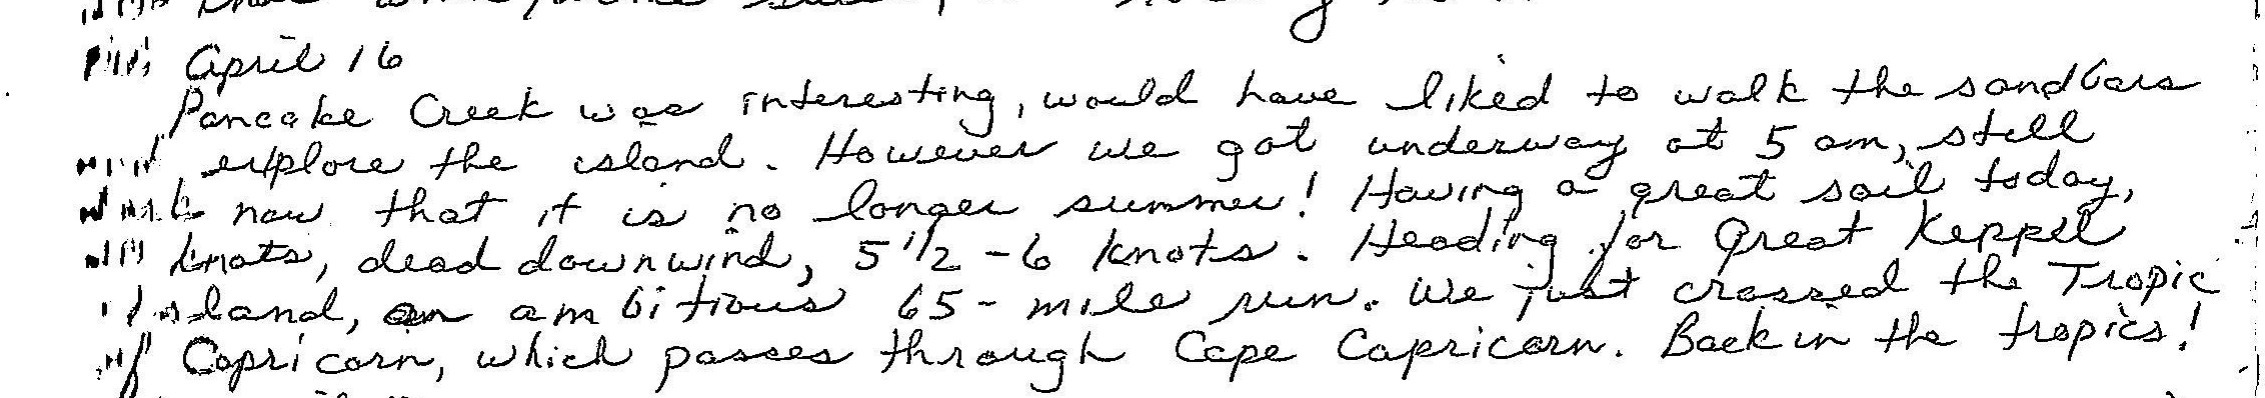 April 16
Pancake Creek was interesting, would have liked to walk the sandbars
explore the island. However we got underway at 5 am, still
now that it is no longer summer! Having a great sail today,
knots, dead downwind, 5 1/2 - 6 knots. Heading for Great Keppel
Island, an ambitious 65-mile run. We just crossed the Tropic
of Capricorn, which passes through Cape Capricorn. Back in the tropics!